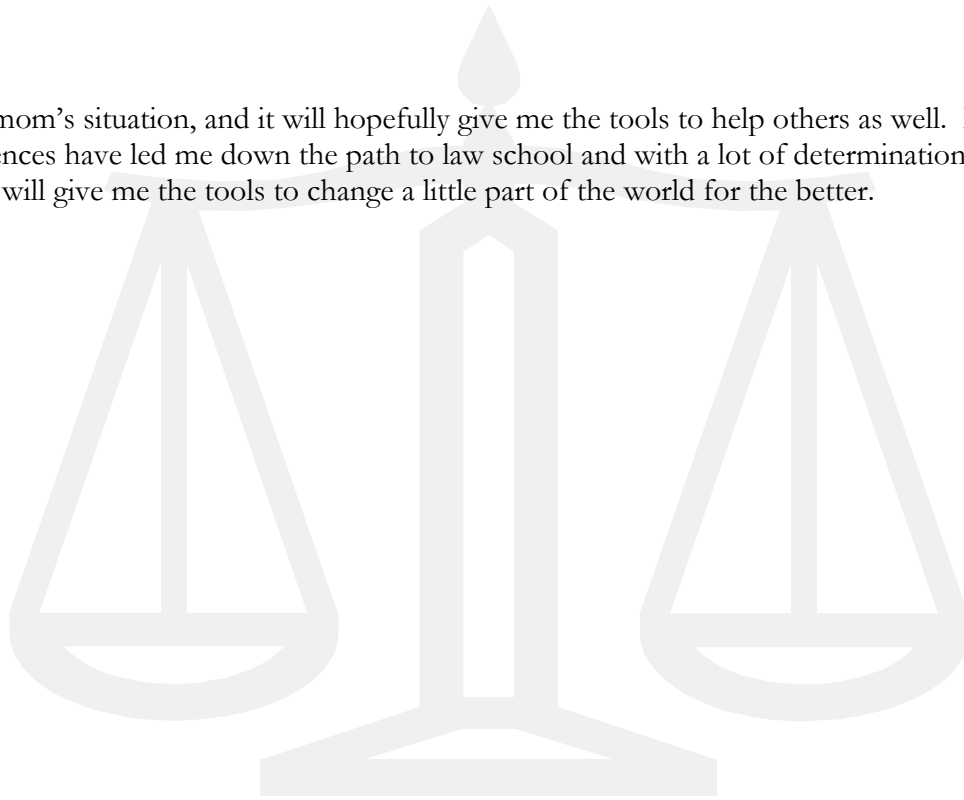 mom’s situation, and it will hopefully give me the tools to help others as well.
ences have led me down the path to law school and with a lot of determination
will give me the tools to change a little part of the world for the better.